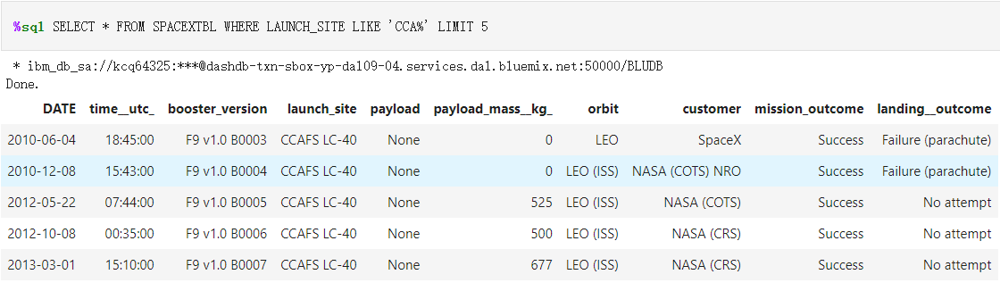 %sql SELECT * FROM SPACEXTBL WHERE LAUNCH_SITE LIKE 'CCA%' LIMIT 5
* ibm_db_sa://kcq64325:***@dashdb-txn-sbox-yp-dal09-04.services.dal.bluemix.net:50000/BLUDB
Done.
DATE time__utc_ booster_version launch_site payload payload_mass__kg_ orbit customer mission_outcome landing__outcome
2010-06-04 18:45:00 F9 v1.0 B0003 CCAFS LC-40 None 0 LEO SpaceX Success Failure (parachute)
2010-12-08 15:43:00 F9 v1.0 B0004 CCAFS LC-40 None 0 LEO (ISS) NASA (COTS) NRO Success Failure (parachute)
2012-05-22 07:44:00 F9 v1.0 B0005 CCAFS LC-40 None 525 LEO (ISS) NASA (COTS) Success No attempt
2012-10-08 00:35:00 F9 v1.0 B0006 CCAFS LC-40 None 500 LEO (ISS) NASA (CRS) Success No attempt
2013-03-01 15:10:00 F9 v1.0 B0007 CCAFS LC-40 None 677 LEO (ISS) NASA (CRS) Success No attempt